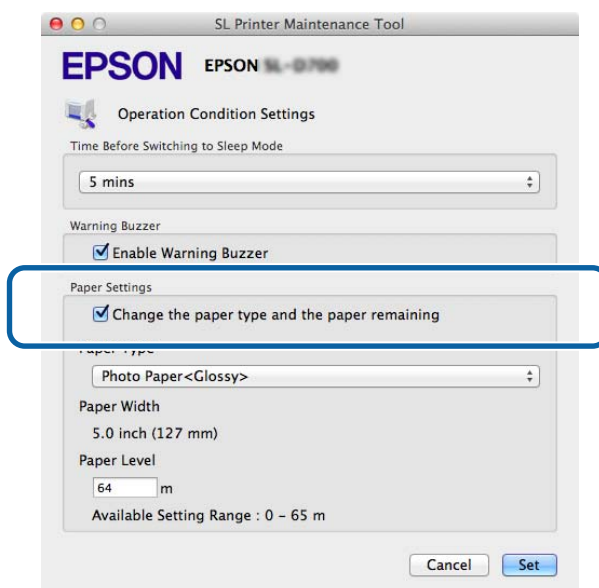 SL Printer Maintenance Tool
EPSON EPSON
Operation Condition Settings
Time Before Switching to Sleep Mode
5 mins
Warning Buzzer
Enable Warning Buzzer
Paper Settings
Change the paper type and the paper remaining
Paper Type
Photo Paper<Glossy>
Paper Width
5.0 inch (127 mm)
Paper Level
64 m
Available Setting Range : 0 – 65 m
Cancel Set